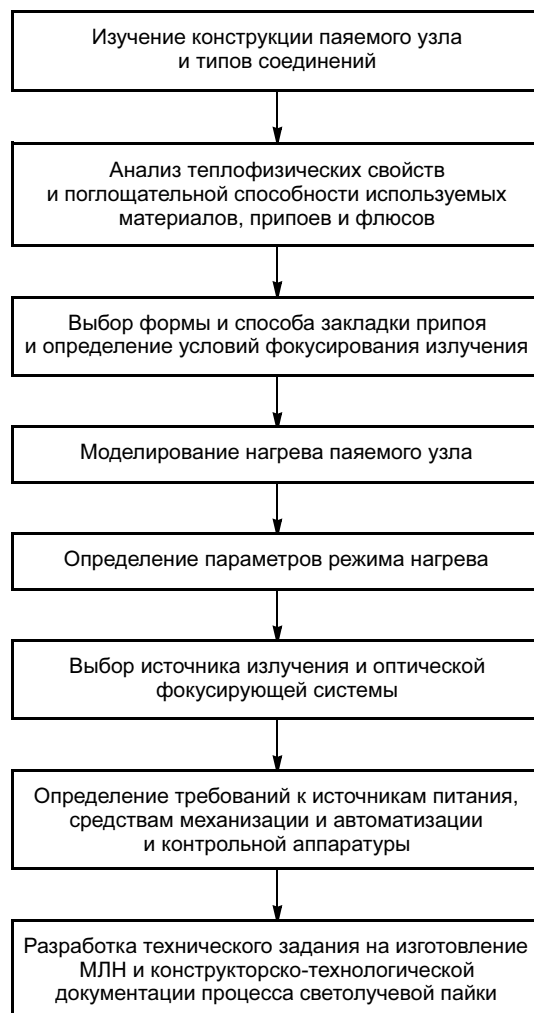 Изучение конструкции паяемого узла
и типов соединений
Анализ теплофизических свойств
и поглощательной способности используемых
материалов, припоев и флюсов
Выбор формы и способа закладки припоя
и определение условий фокусирования излучения
Моделирование нагрева паяемого узла
Определение параметров режима нагрева
Выбор источника излучения и оптической
фокусирующей системы
Определение требований к источникам питания,
средствам механизации и автоматизации
и контрольной аппаратуры
Разработка технического задания на изготовление
МЛН и конструкторско-технологической
документации процесса светолучевой пайки